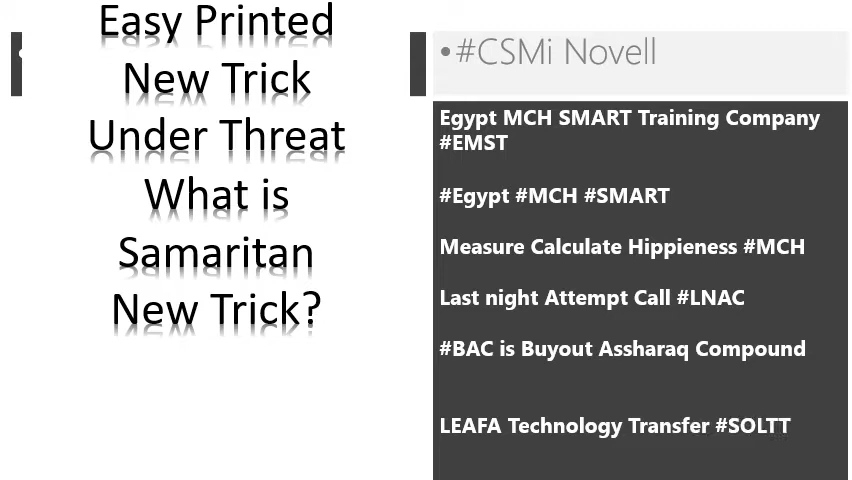 Easy Printed
New Trick
Under Threat
What is
Samaritan
New Trick?
• #CSMi Novell
Egypt MCH SMART Training Company
#EMST
#Egypt #MCH #SMART
Measure Calculate Hippieness #MCH
Last night Attempt Call #LNAC
#BAC is Buyout Assharaq Compound
LEAFA Technology Transfer #SOLTT